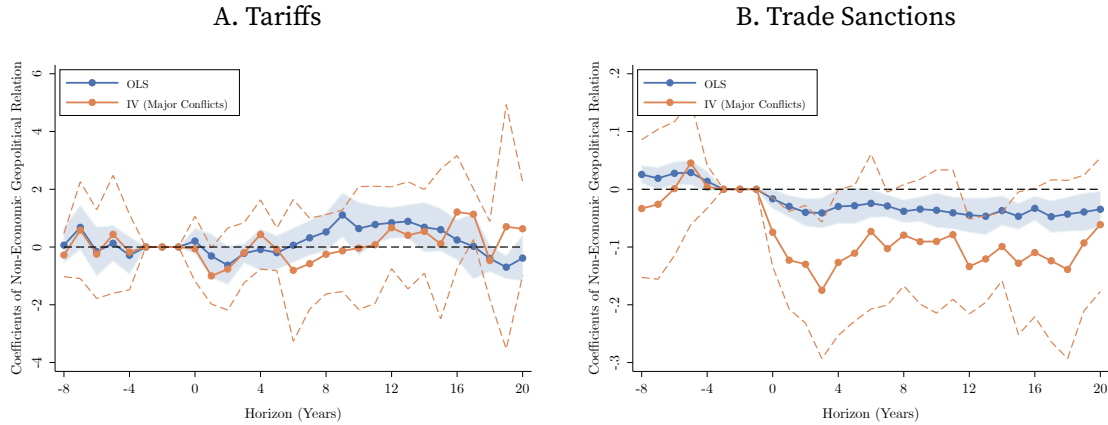 A. Tariffs
Coefficients of Non-Economic Geopolitical Relation
6
4
2
0
-2
-4
OLS
IV (Major Conflicts)
-8 -4 0 4 8 12 16 20
Horizon (Years)
B. Trade Sanctions
Coefficients of Non-Economic Geopolitical Relation
.2
.1
0
-.1
-.2
-.3
OLS
IV (Major Conflicts)
-8 -4 0 4 8 12 16 20
Horizon (Years)